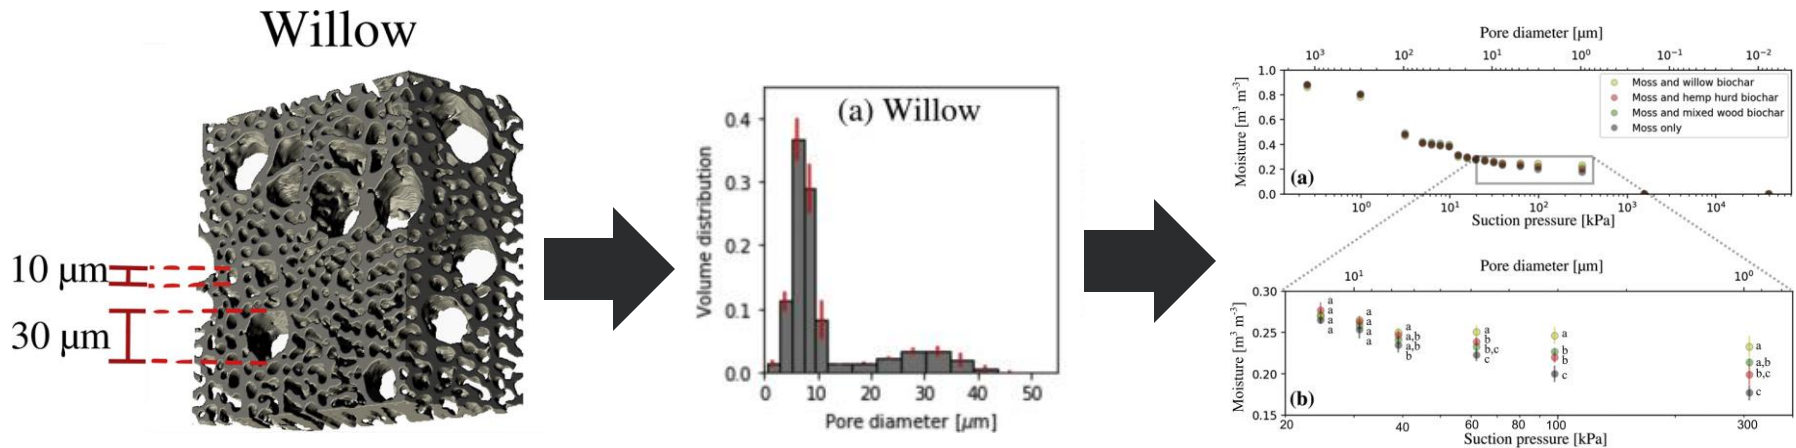 Willow
10 μm
30 μm
(a) Willow
Volume distribution
0.4
0.3
0.2
0.1
0.0
0 10 20 30 40 50
Pore diameter [μm]
Pore diameter [μm]
10³ 10² 10¹ 10⁰ 10⁻¹ 10⁻²
Moisture [m³ m⁻³]
1.0
0.8
0.6
0.4
0.2
0.0
Moss and willow biochar
Moss and hemp hurd biochar
Moss and mixed wood biochar
Moss only
(a)
10⁰ 10¹ 10² 10³ 10⁴
Suction pressure [kPa]
Pore diameter [μm]
10¹ 10⁰
Moisture [m³ m⁻³]
0.30
0.25
0.20
0.15
a
a
a
a
a
a
a
a
a
a,b
a,b
b
a
b
b,c
c
a
b
b
c
a
a,b
b,c
c
(b)
20 40 60 80 100 300
Suction pressure [kPa]